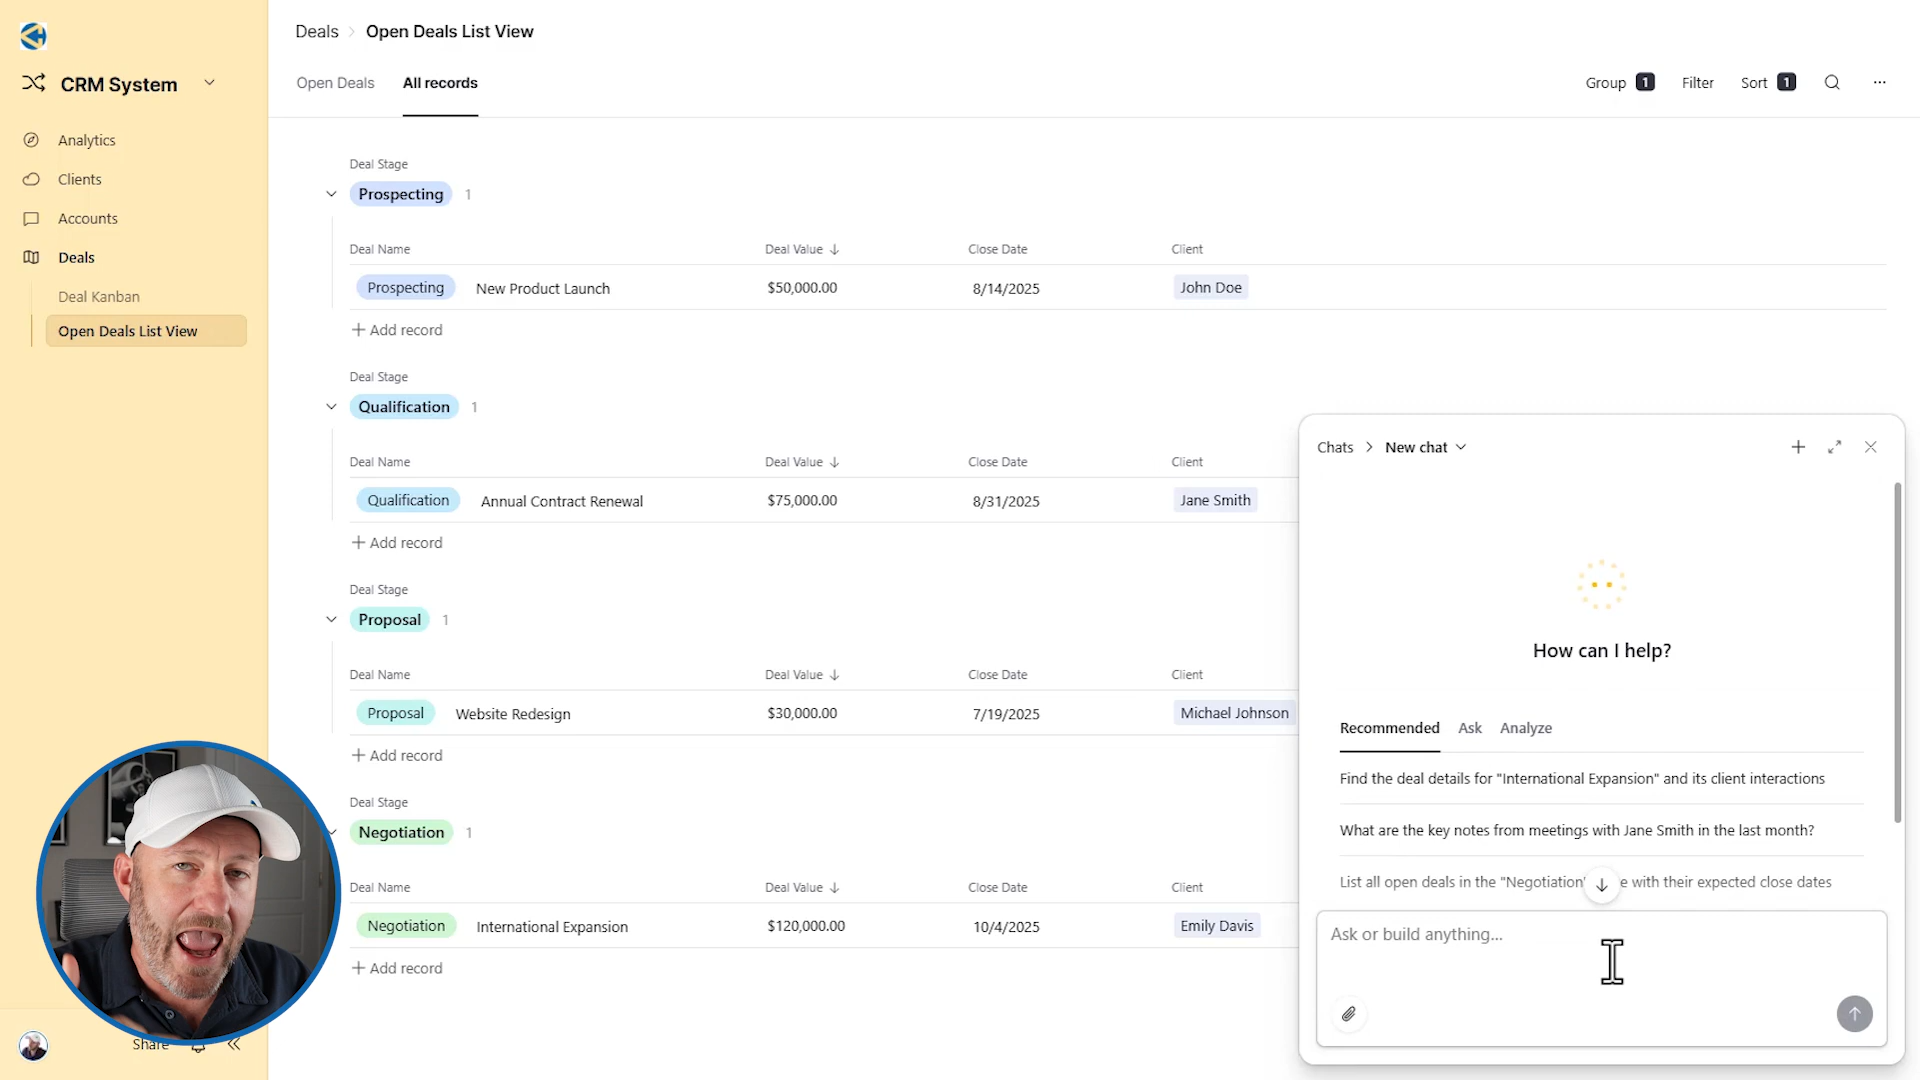 CRM System
Analytics
Clients
Accounts
Deals
Deal Kanban
Open Deals List View
Share
Deals Open Deals List View
Open Deals All records
Group 1 Filter Sort 1
Deal Stage
Prospecting 1
Deal Name Deal Value Close Date Client
Prospecting New Product Launch $50,000.00 8/14/2025 John Doe
Add record
Deal Stage
Qualification 1
Deal Name Deal Value Close Date Client
Qualification Annual Contract Renewal $75,000.00 8/31/2025 Jane Smith
Add record
Deal Stage
Proposal 1
Deal Name Deal Value Close Date Client
Proposal Website Redesign $30,000.00 7/19/2025 Michael Johnson
Add record
Deal Stage
Negotiation 1
Deal Name Deal Value Close Date Client
Negotiation International Expansion $120,000.00 10/4/2025 Emily Davis
Add record
Chats New chat
How can I help?
Recommended Ask Analyze
Find the deal details for "International Expansion" and its client interactions
What are the key notes from meetings with Jane Smith in the last month?
List all open deals in the "Negotiation" with their expected close dates
Ask or build anything...